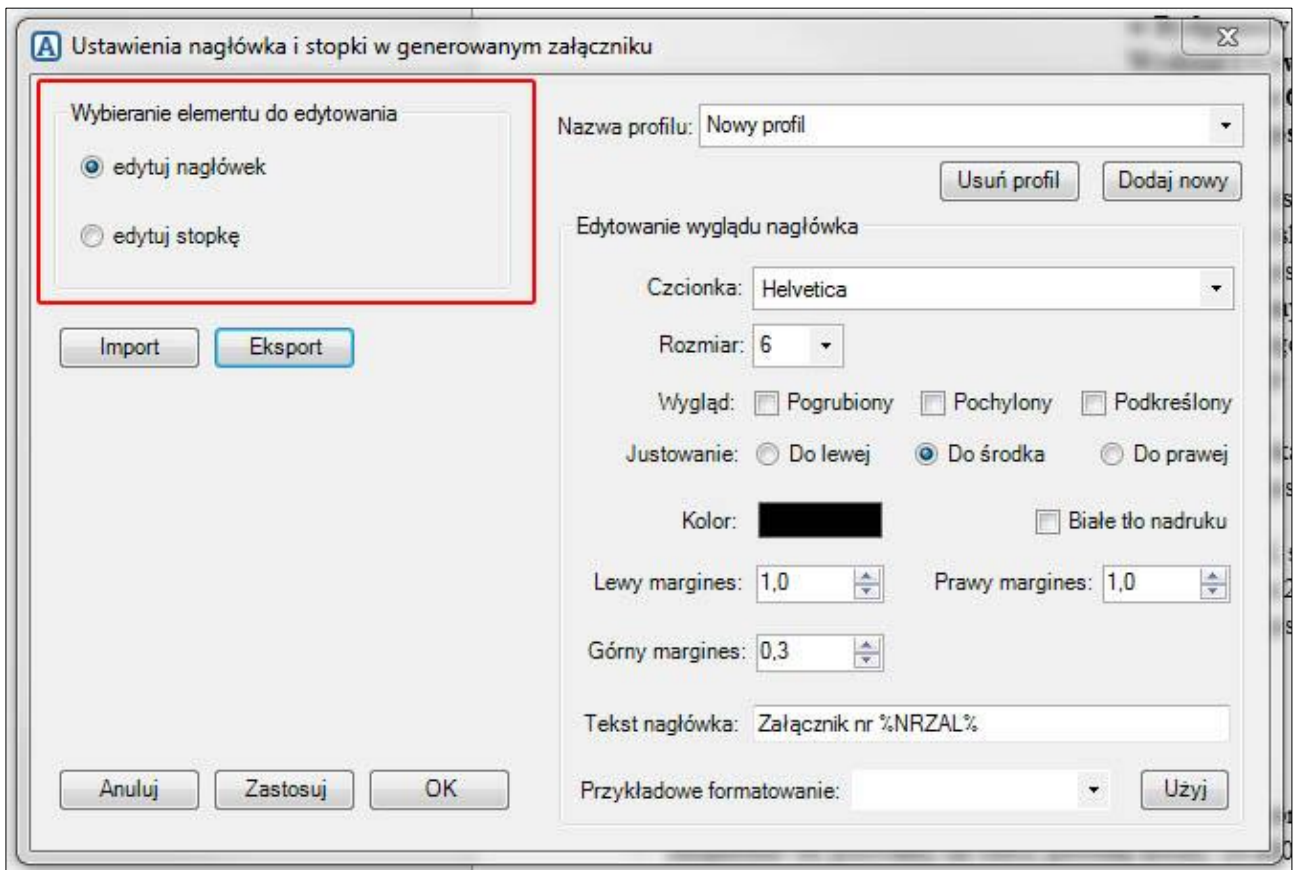 Ustawienia nagłówka i stopki w generowanym załączniku
Wybieranie elementu do edytowania
edytuj nagłówek
edytuj stopkę
Import Eksport
Anuluj Zastosuj OK
Nazwa profilu: Nowy profil
Usuń profil Dodaj nowy
Edytowanie wyglądu nagłówka
Czcionka: Helvetica
Rozmiar: 6
Wygląd: Pogrubiony Pochylony Podkreślony
Justowanie: Do lewej Do środka Do prawej
Kolor: Białe tło nadruku
Lewy margines: 1,0 Prawy margines: 1,0
Górny margines: 0,3
Tekst nagłówka: Załącznik nr %NRZAL%
Przykładowe formatowanie: Użyj